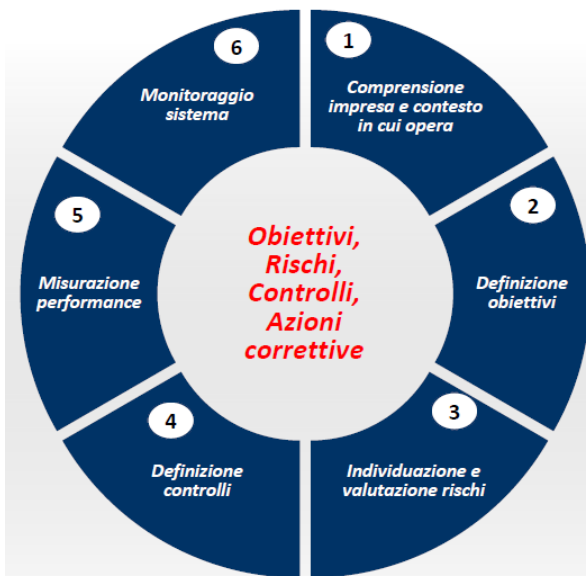 1
Comprensione
impresa e contesto
in cui opera
2
Definizione
obiettivi
3
Individuazione e
valutazione rischi
4
Definizione
controlli
5
Misurazione
performance
6
Monitoraggio
sistema
Obiettivi,
Rischi,
Controlli,
Azioni
correttive